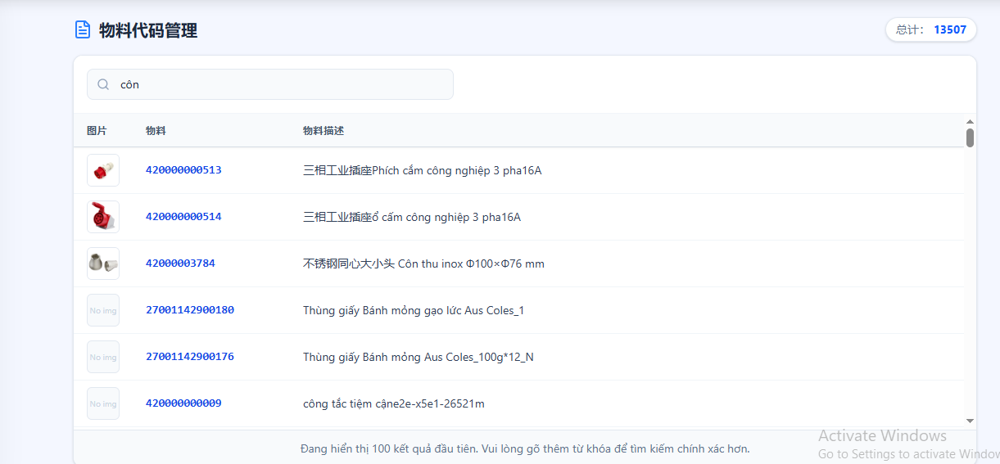 物料代码管理
总计： 13507
côn
图片 物料 物料描述
420000000513 三相工业插座Phích cắm công nghiệp 3 pha16A
420000000514 三相工业插座ổ cấm công nghiệp 3 pha16A
42000003784 不锈钢同心大小头 Côn thu inox Φ100×Φ76 mm
No img 27001142900180 Thùng giấy Bánh mỏng gạo lức Aus Coles_1
No img 27001142900176 Thùng giấy Bánh mỏng Aus Coles_100g*12_N
No img 420000000009 công tắc tiệm cậne2e-x5e1-26521m
Đang hiển thị 100 kết quả đầu tiên. Vui lòng gõ thêm từ khóa để tìm kiếm chính xác hơn.
Activate Windows
Go to Settings to activate Window